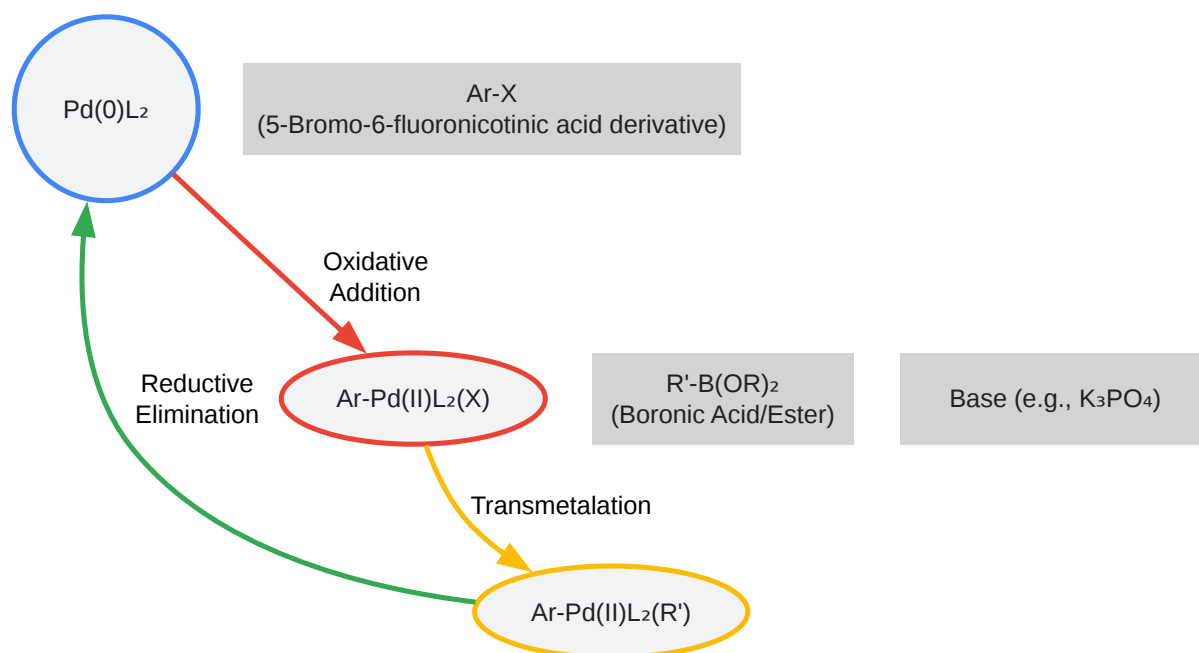 Pd(0)L₂
Ar-X
(5-Bromo-6-fluoronicotinic acid derivative)
Oxidative
Addition
Reductive
Elimination
Ar-Pd(II)L₂(X)
R'-B(OR)₂
(Boronic Acid/Ester)
Base (e.g., K₃PO₄)
Transmetalation
Ar-Pd(II)L₂(R')